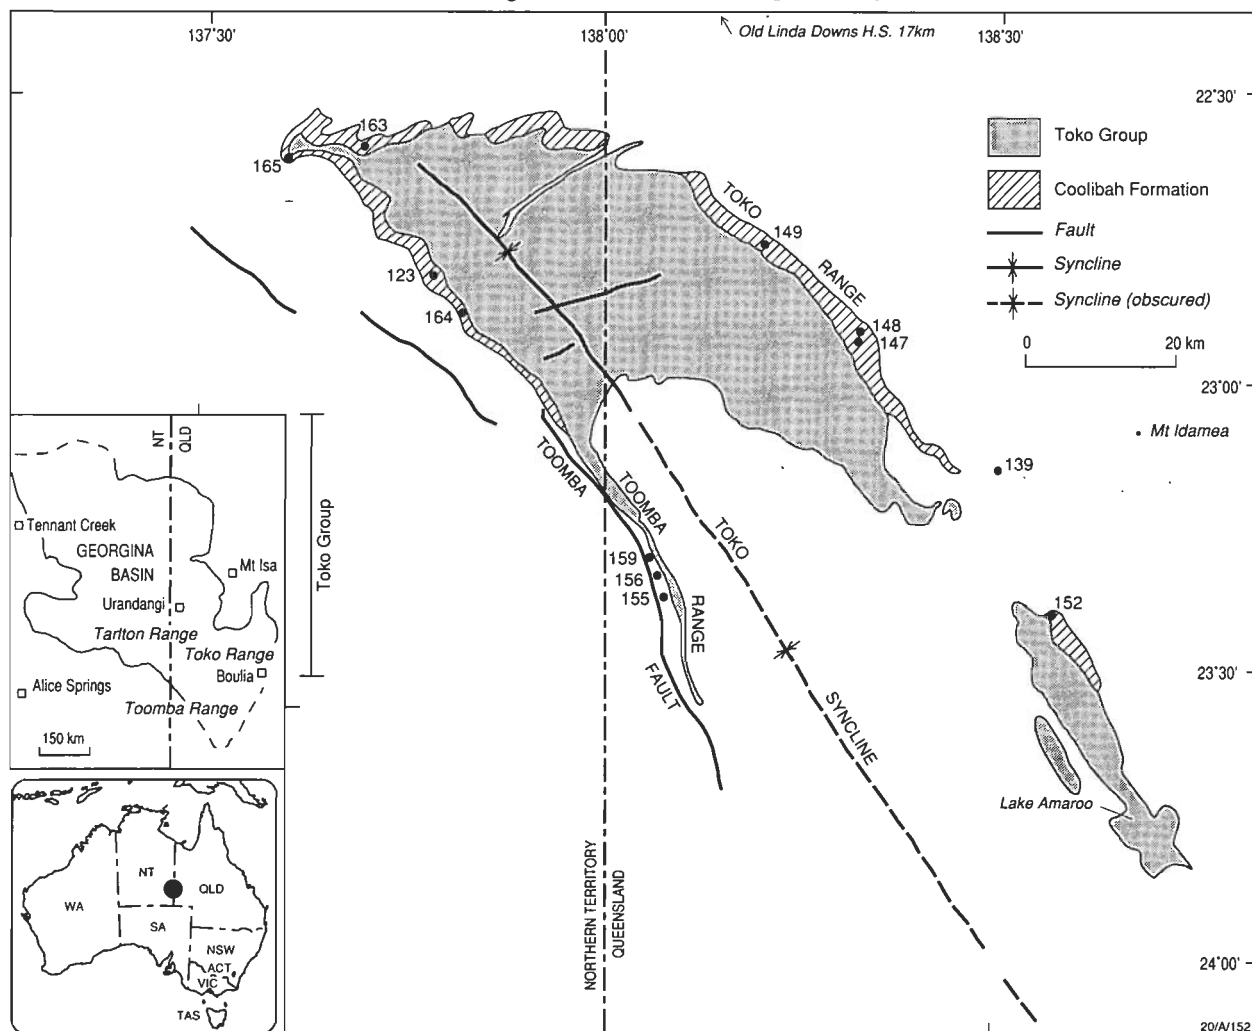 137°30'
138°00'
Old Linda Downs H.S. 17km
138°30'
22°30'
163
165
Toko Group
Coolibah Formation
Fault
Syncline
Syncline (obscured)
0 20 km
TOKO
RANGE
149
148
147
123
164
23°00'
Mt Idamea
139
TOOMBA
FAULT
TOOMBA
RANGE
159
156
155
TOKO
SYNCLINE
152
23°30'
Lake Amaroo
NORTHERN TERRITORY
QUEENSLAND
24°00'
20/A/152
NT
QLD
Tennant Creek
GEORGINA
BASIN
Mt Isa
Urandangi
Tarlton Range
Toko Range
Boulia
Alice Springs
Toomba Range
150 km
Toko Group
WA
NT
QLD
SA
NSW
ACT
VIC
TAS